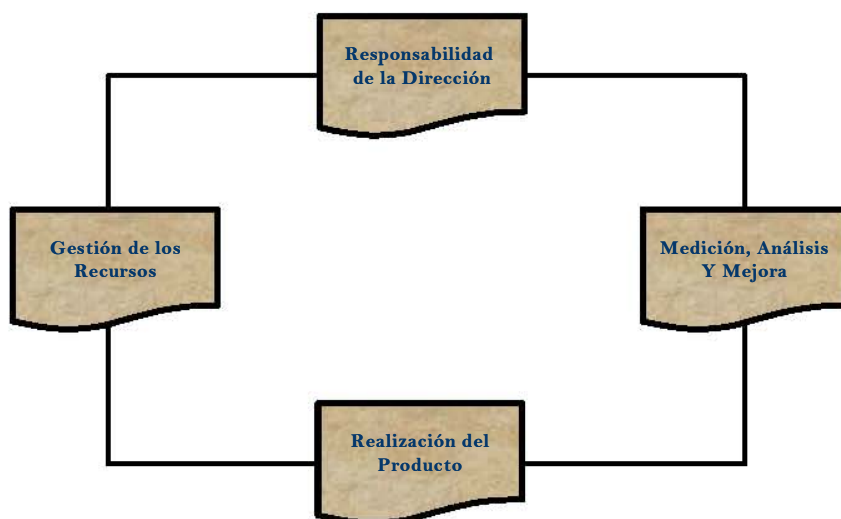 Responsabilidad
de la Dirección
Gestión de los
Recursos
Medición, Análisis
Y Mejora
Realización del
Producto